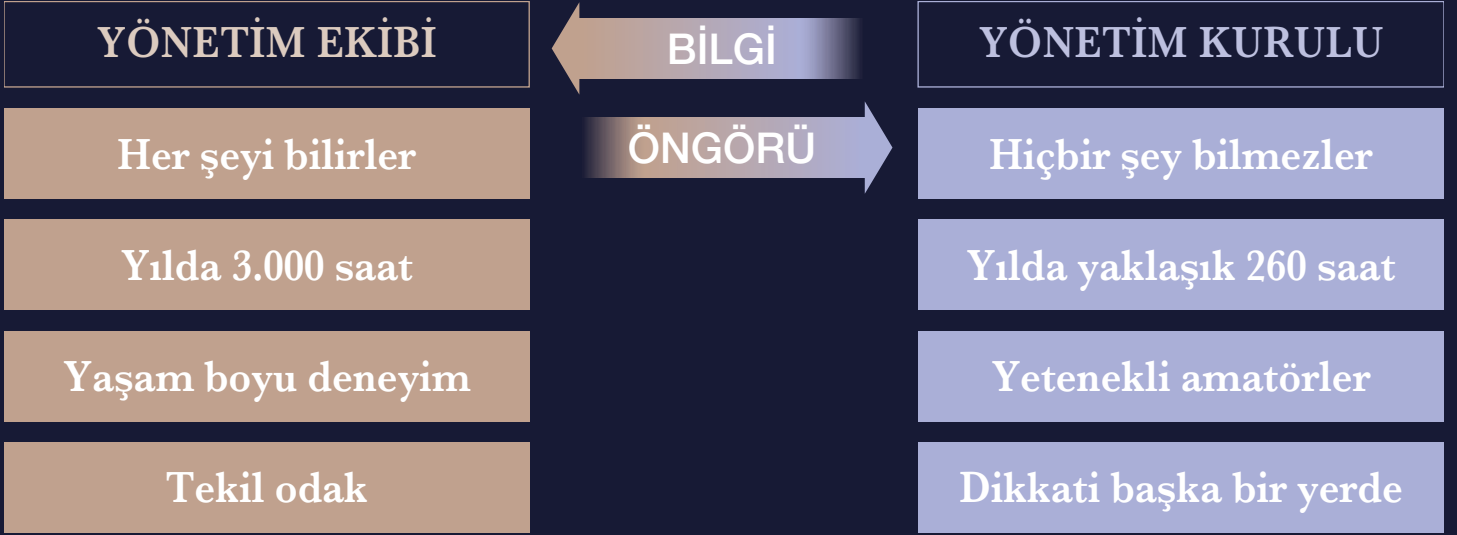 YÖNETİM EKİBİ
BİLGİ
YÖNETİM KURULU
ÖNGÖRÜ
Her şeyi bilirler
Hiçbir şey bilmezler
Yılda 3.000 saat
Yılda yaklaşık 260 saat
Yaşam boyu deneyim
Yetenekli amatörler
Tekil odak
Dikkati başka bir yerde